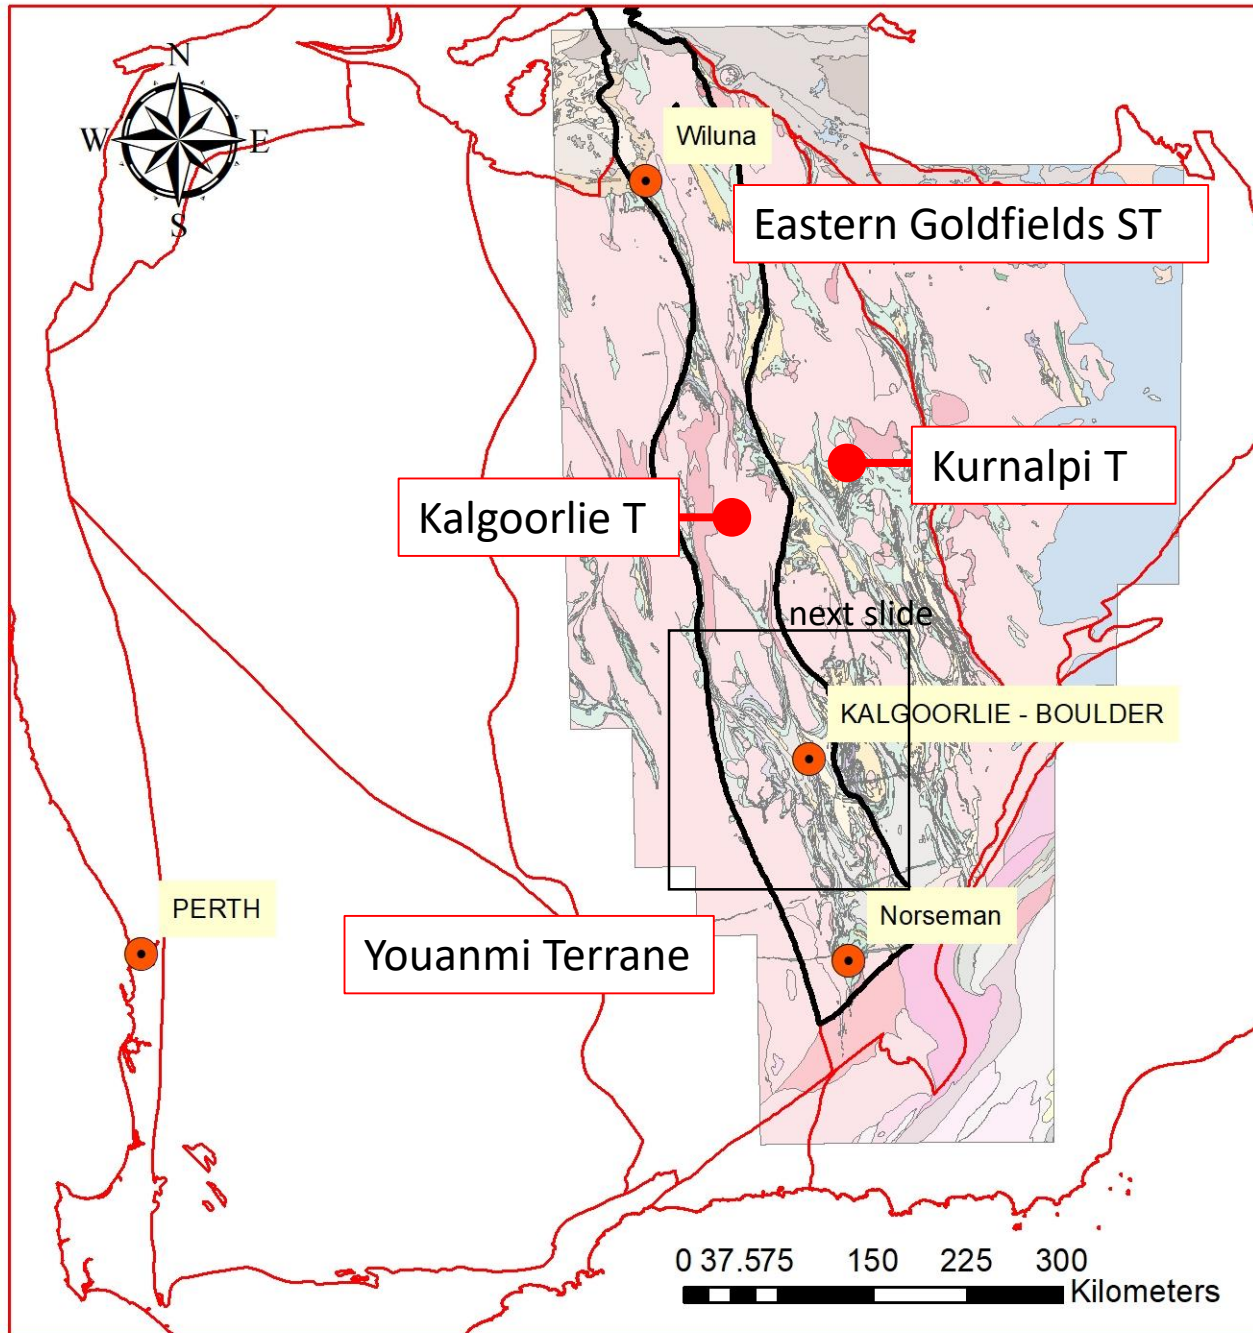 N
W E
S
Wiluna
Eastern Goldfields ST
Kurnalpi T
Kalgoorlie T
next slide
KALGOORLIE - BOULDER
PERTH
Norseman
Youanmi Terrane
0 37.575 150 225 300
Kilometers